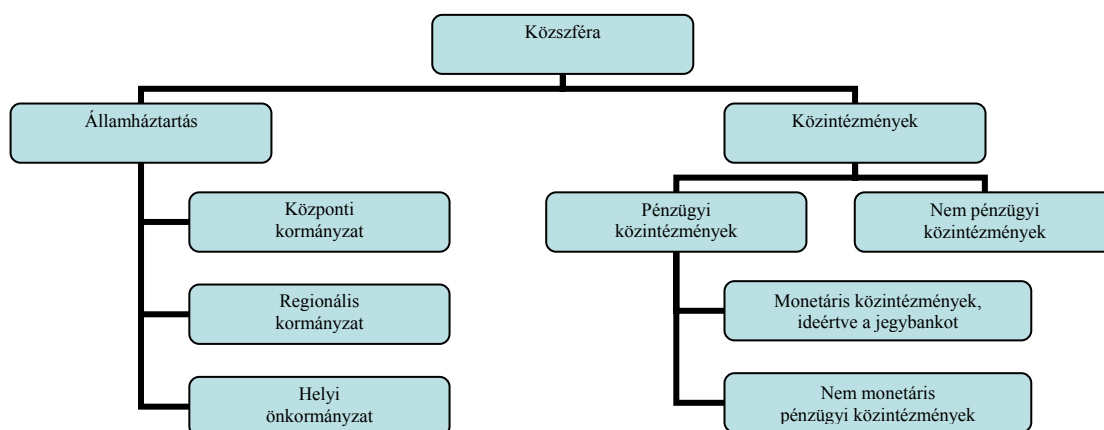 Közszféra
Államháztartás
Közintézmények
Központi
kormányzat
Pénzügyi
közintézmények
Nem pénzügyi
közintézmények
Regionális
kormányzat
Monetáris közintézmények,
ideértve a jegybankot
Helyi
önkormányzat
Nem monetáris
pénzügyi közintézmények